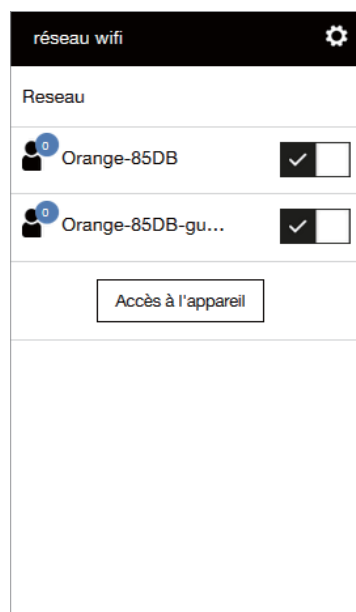 réseau wifi
Reseau
0
Orange-85DB
0
Orange-85DB-gu...
Accès à l'appareil